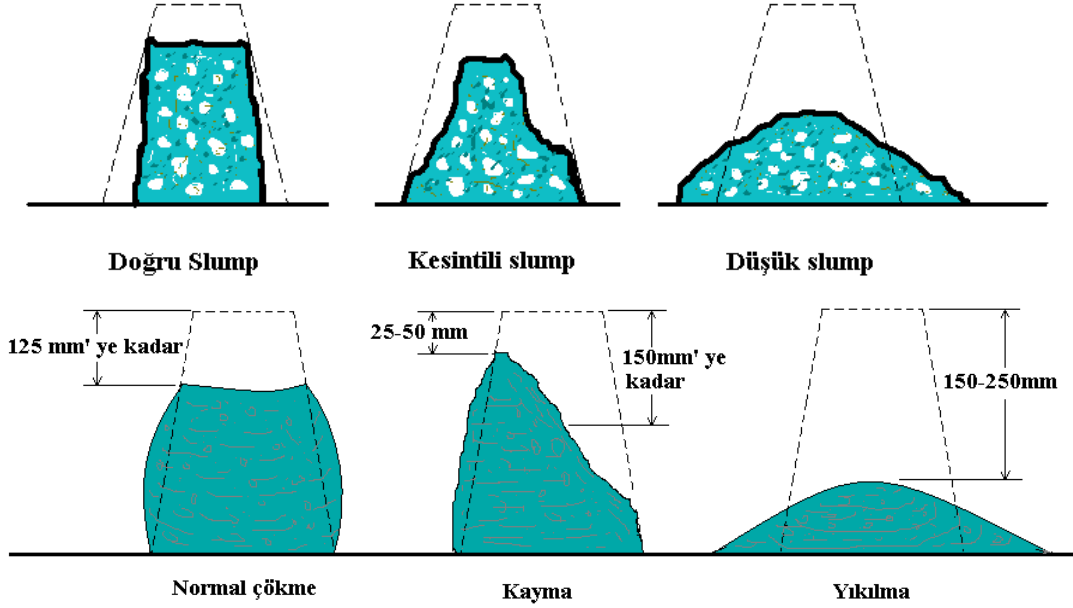 Doğru Slump
Kesintili slump
Düşük slump
125 mm' ye kadar
25-50 mm
150mm' ye
kadar
150-250mm
Normal çökme
Kayma
Yıkılma